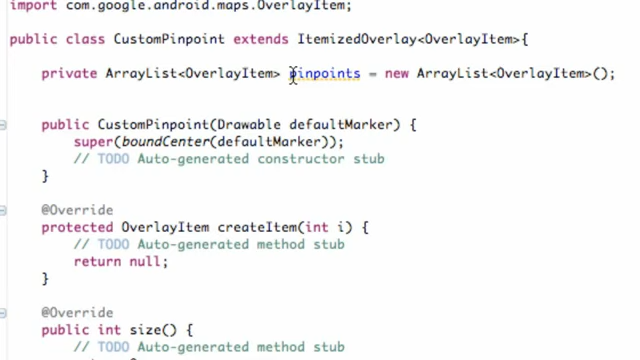 import com.google.android.maps.OverlayItem;
public class CustomPinpoint extends ItemizedOverlay<OverlayItem>{
private ArrayList<OverlayItem> pinpoints = new ArrayList<OverlayItem>();
public CustomPinpoint(Drawable defaultMarker) {
super(boundCenter(defaultMarker));
// TODO Auto-generated constructor stub
}
@Override
protected OverlayItem createItem(int i) {
// TODO Auto-generated method stub
return null;
}
@Override
public int size() {
// TODO Auto-generated method stub